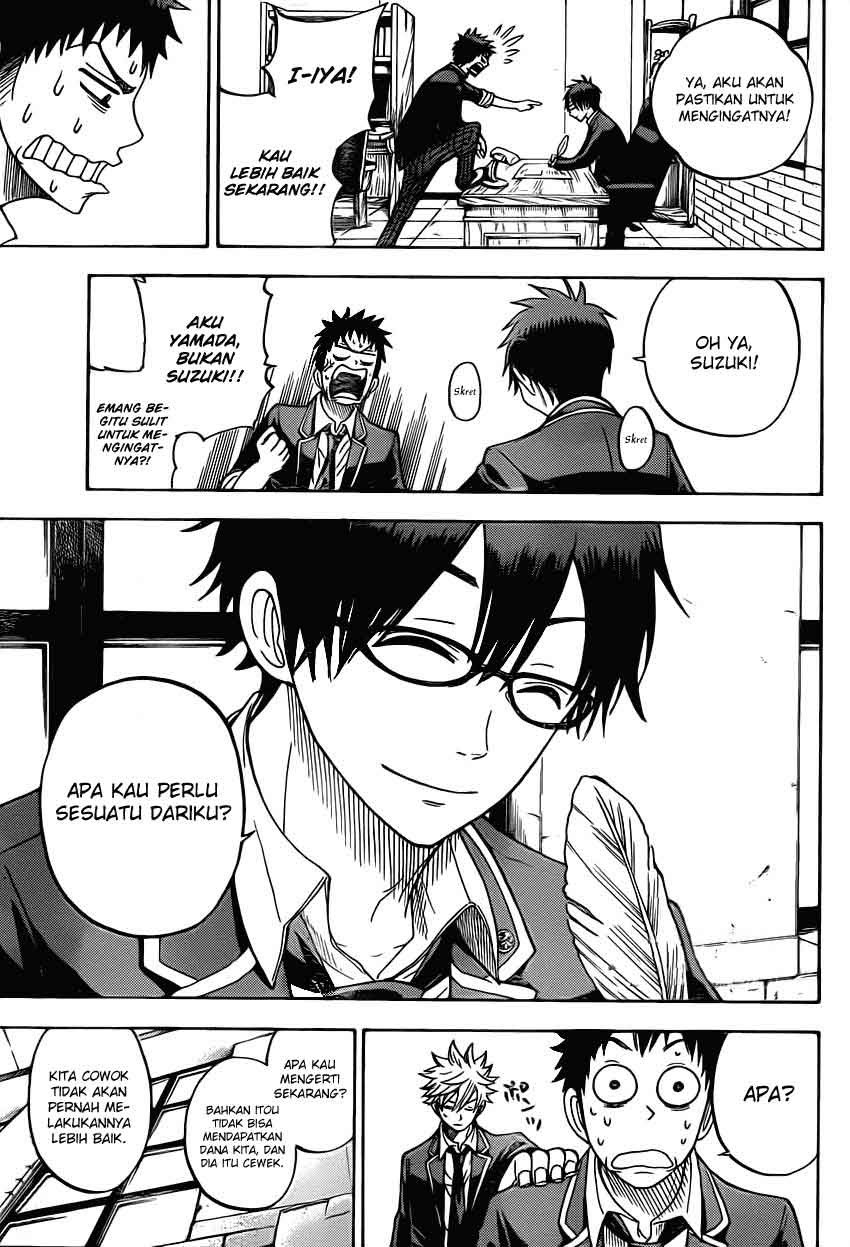 YA, AKU AKAN
PASTIKAN UNTUK
MENGINGATNYA!
I-IYA!
KAU
LEBIH BAIK
SEKARANG!!
OH YA,
SUZUKI!
Skret
Skret
AKU
YAMADA,
BUKAN
SUZUKI!!
EMANG BE-
GITU SULIT
UNTUK ME-
NGINGAT-
NYA?!
APA KAU PERLU
SESUATU DARIKU?
APA?
APA KAU
MENGERTI
SEKARANG?
BAHKAN ITOU
TIDAK BISA
MENDAPATKAN
DANA KITA, DAN
DIA ITU CEWEK.
KITA COWOK
TIDAK AKAN
PERNAH ME-
LAKUKANNYA
LEBIH BAIK.